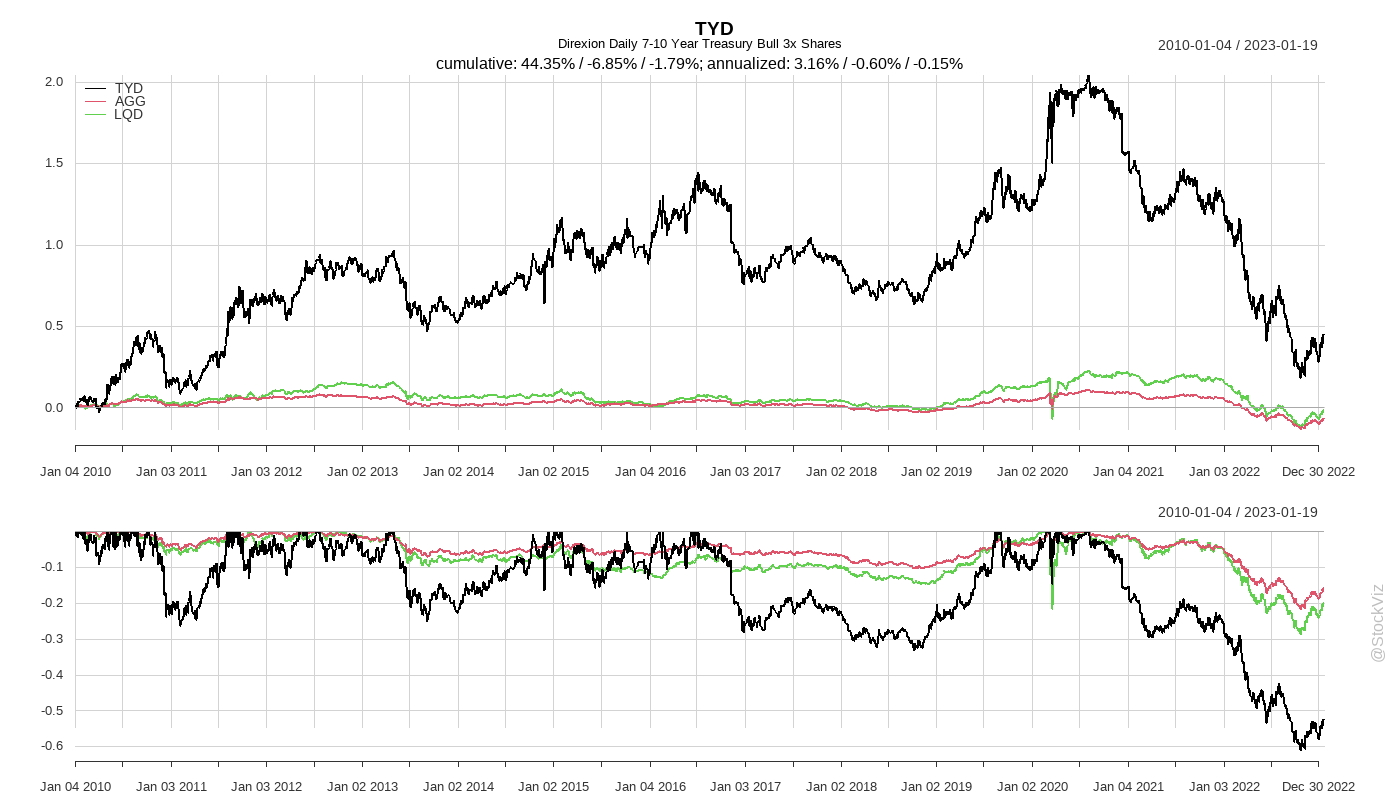 TYD
Direxion Daily 7-10 Year Treasury Bull 3x Shares
2010-01-04 / 2023-01-19
cumulative: 44.35% / -6.85% / -1.79%; annualized: 3.16% / -0.60% / -0.15%
2.0
TYD
AGG
LQD
1.5
1.0
0.5
0.0
Jan 04 2010 Jan 03 2011 Jan 03 2012 Jan 02 2013 Jan 02 2014 Jan 02 2015 Jan 04 2016 Jan 03 2017 Jan 02 2018 Jan 02 2019 Jan 02 2020 Jan 04 2021 Jan 03 2022 Dec 30 2022
2010-01-04 / 2023-01-19
-0.1
-0.2
-0.3
-0.4
-0.5
-0.6
Jan 04 2010 Jan 03 2011 Jan 03 2012 Jan 02 2013 Jan 02 2014 Jan 02 2015 Jan 04 2016 Jan 03 2017 Jan 02 2018 Jan 02 2019 Jan 02 2020 Jan 04 2021 Jan 03 2022 Dec 30 2022
@StockViz